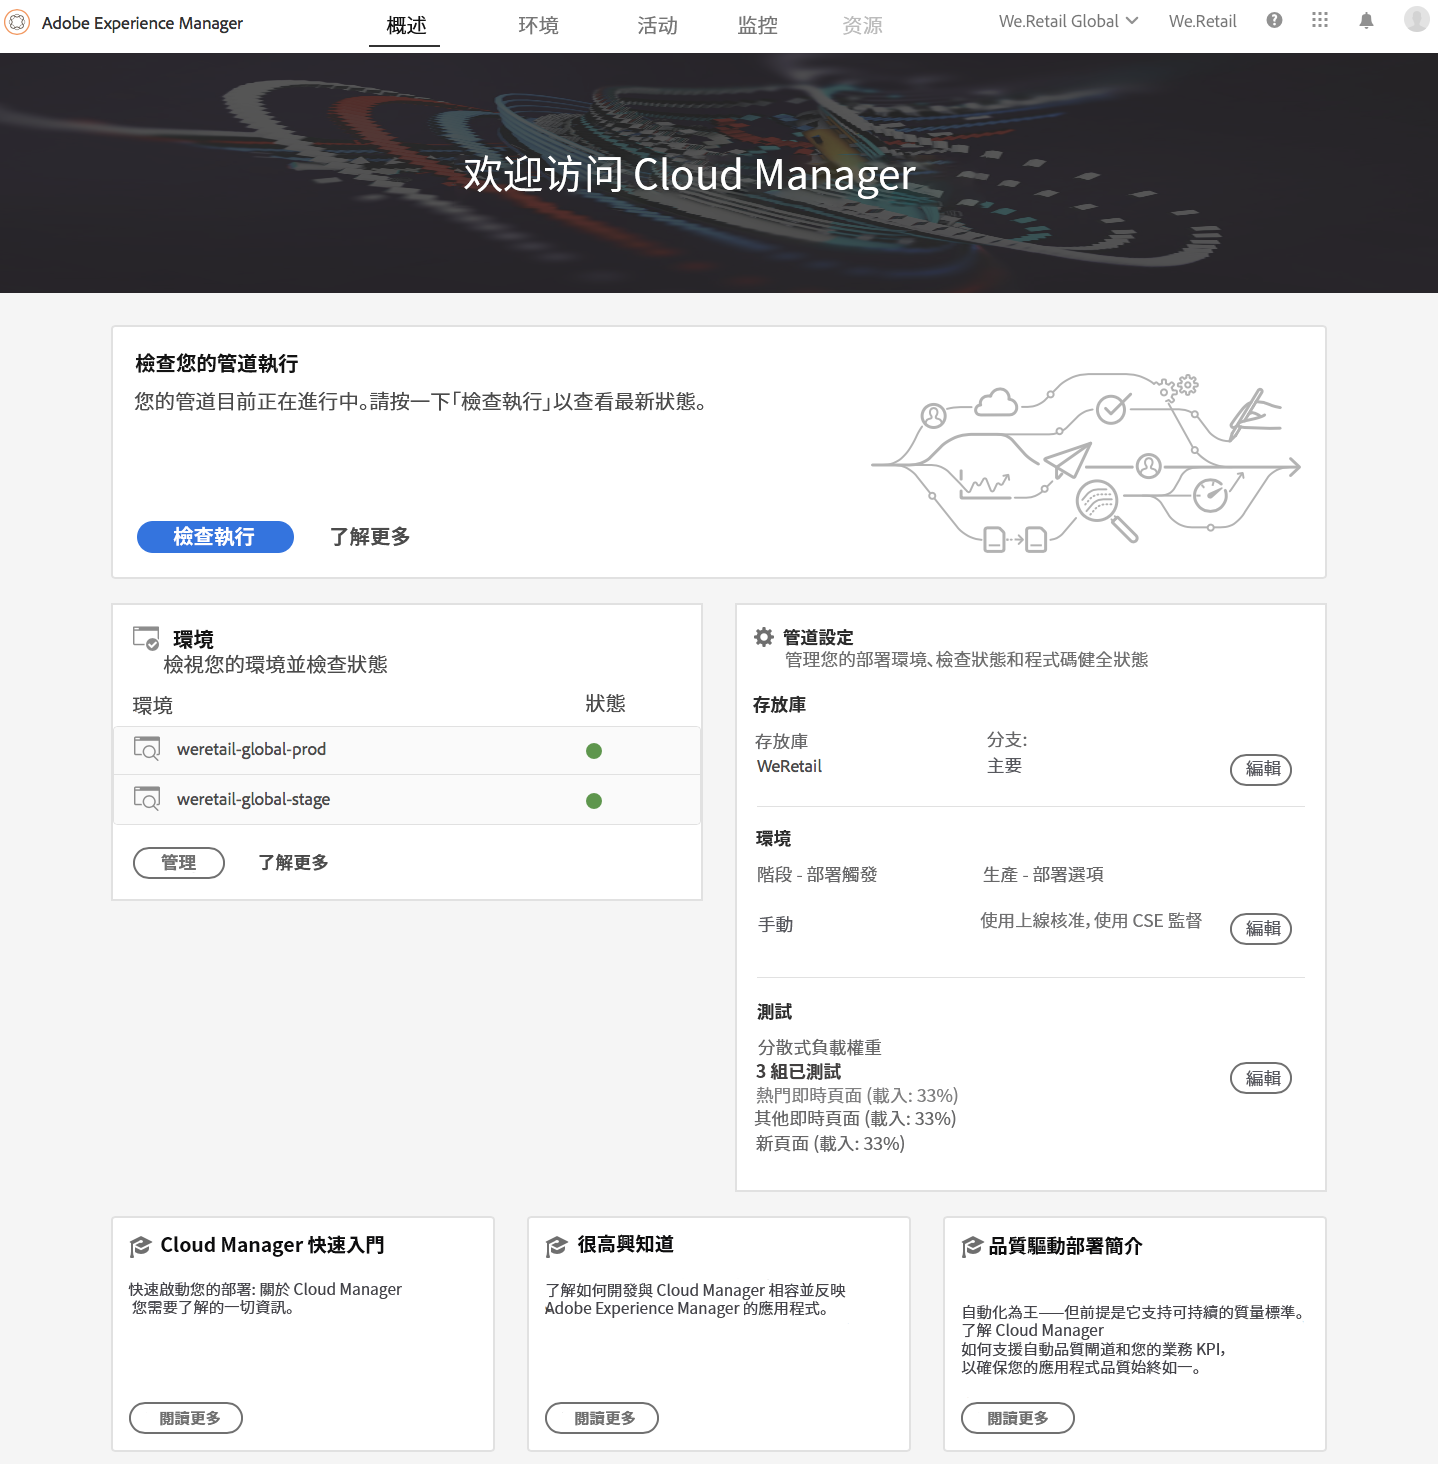 Adobe Experience Manager
概述
环境
活动
监控
资源
We.Retail Global
We.Retail
欢迎访问 Cloud Manager
檢查您的管道執行
您的管道目前正在進行中。請按一下「檢查執行」以查看最新狀態。
檢查執行
了解更多
環境
檢視您的環境並檢查狀態
環境
狀態
weretail-global-prod
weretail-global-stage
管理
了解更多
管道設定
管理您的部署環境、檢查狀態和程式碼健全狀態
存放庫
存放庫
分支:
WeRetail
主要
編輯
環境
階段 - 部署觸發
生產 - 部署選項
手動
使用上線核准, 使用 CSE 監督
編輯
測試
分散式負載權重
3 組已測試
熱門即時頁面 (載入: 33%)
其他即時頁面 (載入: 33%)
新頁面 (載入: 33%)
編輯
Cloud Manager 快速入門
快速啟動您的部署: 關於 Cloud Manager
您需要了解的一切資訊。
閱讀更多
很高興知道
了解如何開發與 Cloud Manager 相容並反映
Adobe Experience Manager 的應用程式。
閱讀更多
品質驅動部署簡介
自動化為王——但前提是它支持可持續的質量標準。
了解 Cloud Manager
如何支援自動品質閘道和您的業務 KPI,
以確保您的應用程式品質始終如一。
閱讀更多